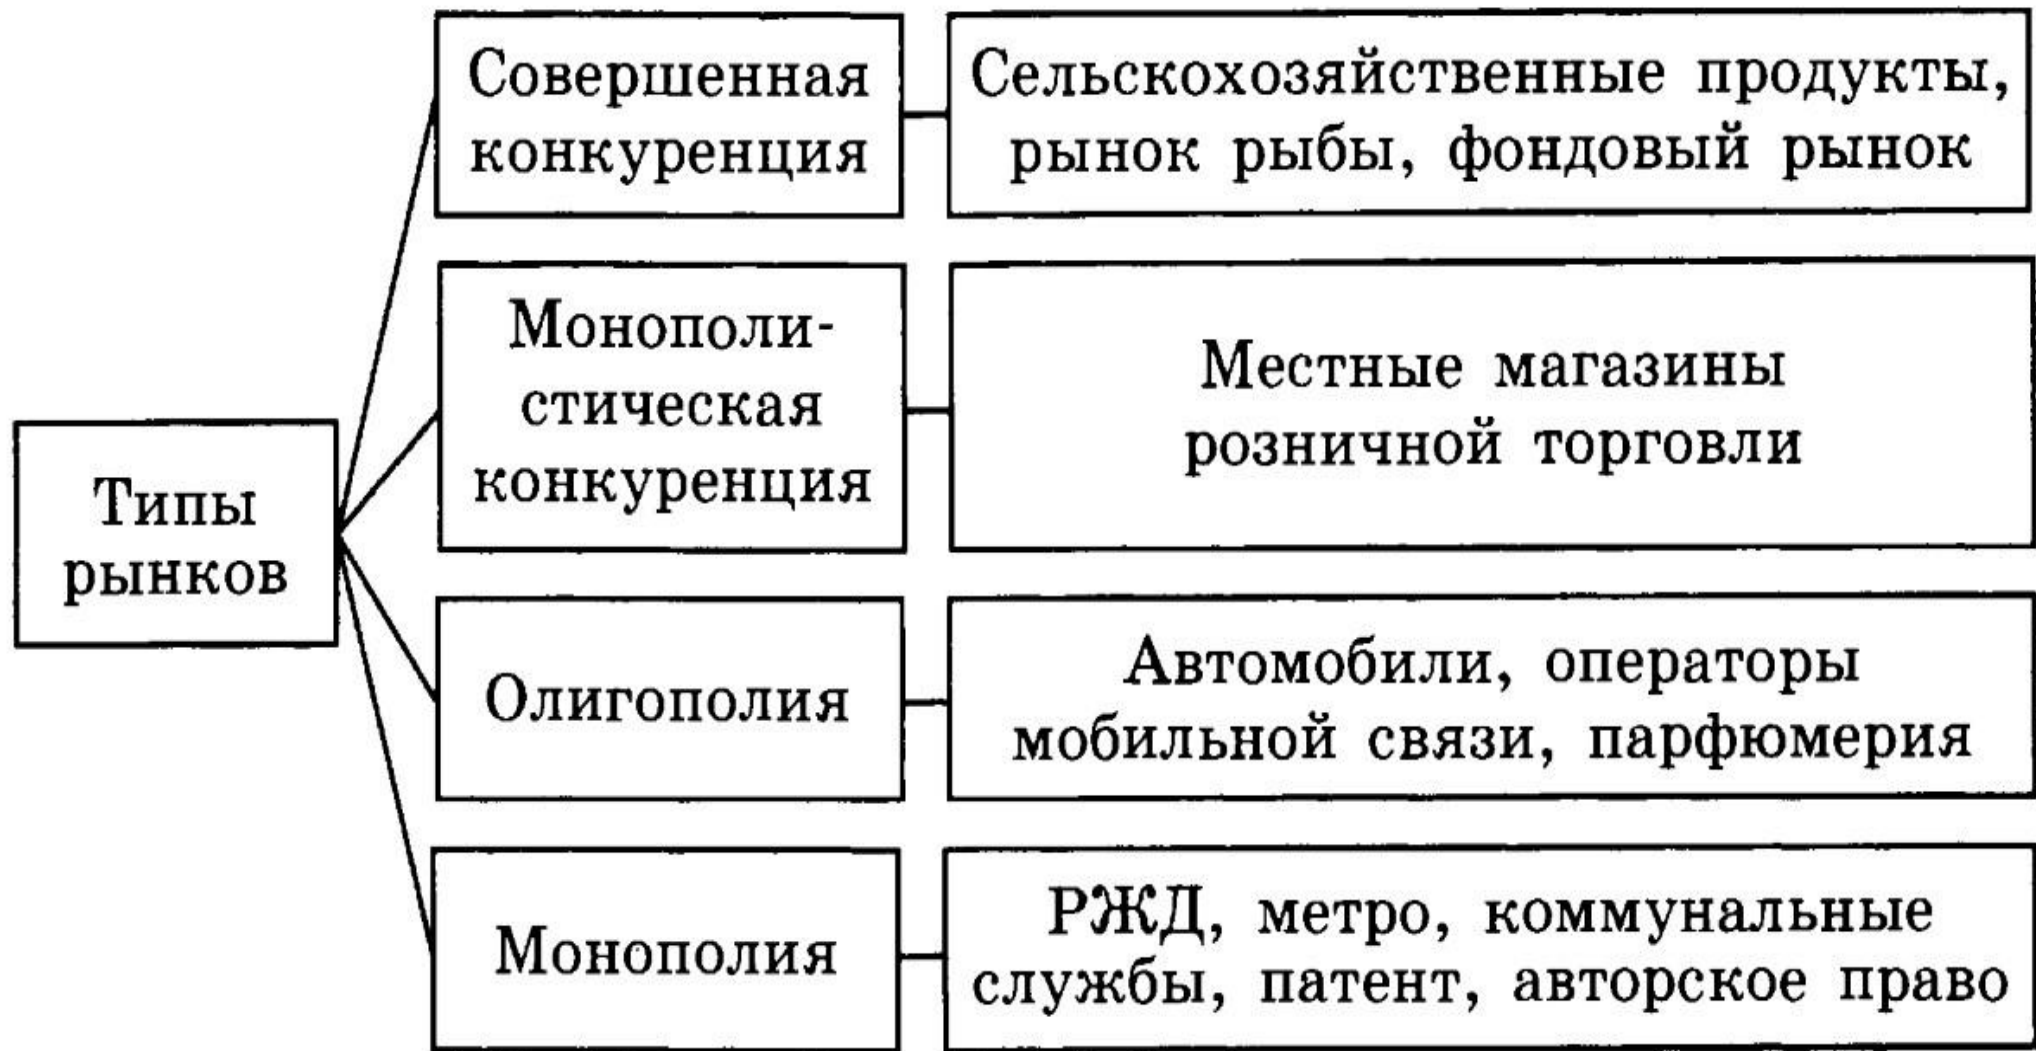 Типы
рынков
Совершенная
конкуренция
Сельскохозяйственные продукты,
рынок рыбы, фондовый рынок
Монополи-
стическая
конкуренция
Местные магазины
розничной торговли
Олигополия
Автомобили, операторы
мобильной связи, парфюмерия
Монополия
РЖД, метро, коммунальные
службы, патент, авторское право